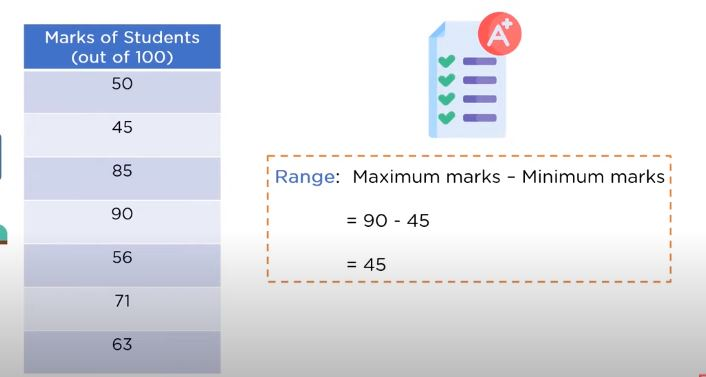 Marks of Students
(out of 100)
50
45
85
90
56
71
63
A+
Range: Maximum marks – Minimum marks
= 90 - 45
= 45